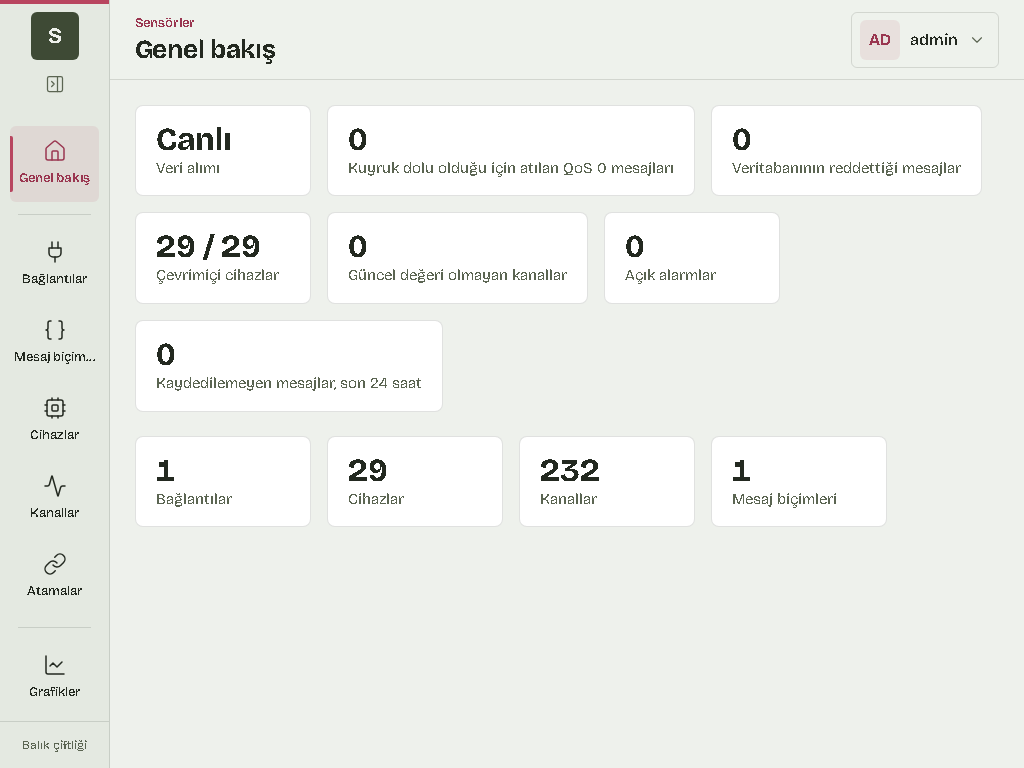 S
Sensörler
Genel bakış
AD
admin
Genel bakış
Bağlantılar
Mesaj biçim...
Cihazlar
Kanallar
Atamalar
Grafikler
Balık çiftliği
Canlı
Veri alımı
0
Kuyruk dolu olduğu için atılan QoS 0 mesajları
0
Veritabanının reddettiği mesajlar
29 / 29
Çevrimiçi cihazlar
0
Güncel değeri olmayan kanallar
0
Açık alarmlar
0
Kaydedilemeyen mesajlar, son 24 saat
1
Bağlantılar
29
Cihazlar
232
Kanallar
1
Mesaj biçimleri